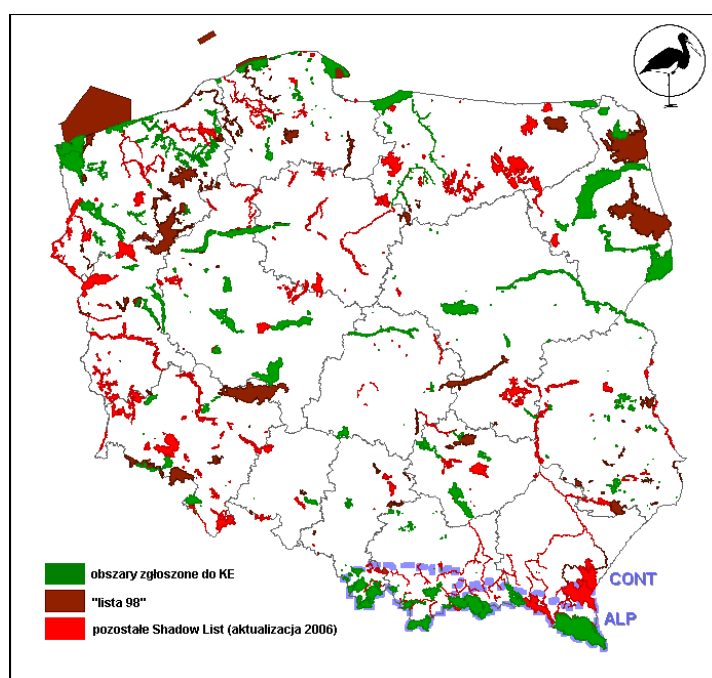 CONT
ALP
obszary zgłoszone do KE
"lista 98"
pozostałe Shadow List (aktualizacja 2006)